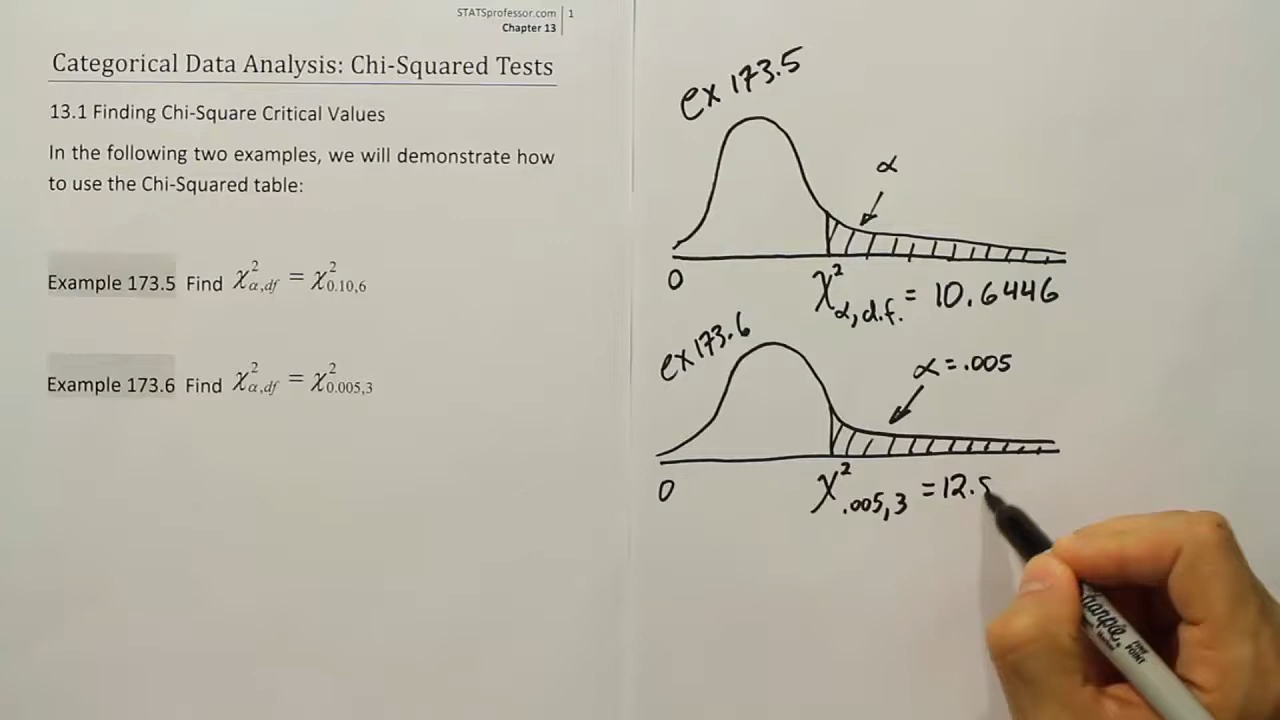 STATSprofessor.com | 1
Chapter 13
Categorical Data Analysis: Chi-Squared Tests
13.1 Finding Chi-Square Critical Values
In the following two examples, we will demonstrate how
to use the Chi-Squared table:
Example 173.5 Find χ²α,df = χ²0.10,6
Example 173.6 Find χ²α,df = χ²0.005,3
ex 173.5
α
0
χ²α,d.f. = 10.6446
ex 173.6
α = .005
0
χ².005,3 = 12.
Sharpie
FINE
POINT